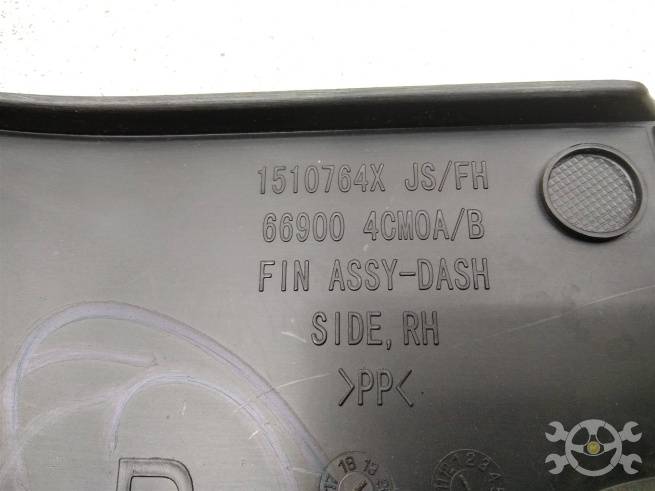 1510764X JS/FH
66900 4CM0A/B
FIN ASSY-DASH
SIDE, RH
>PP<